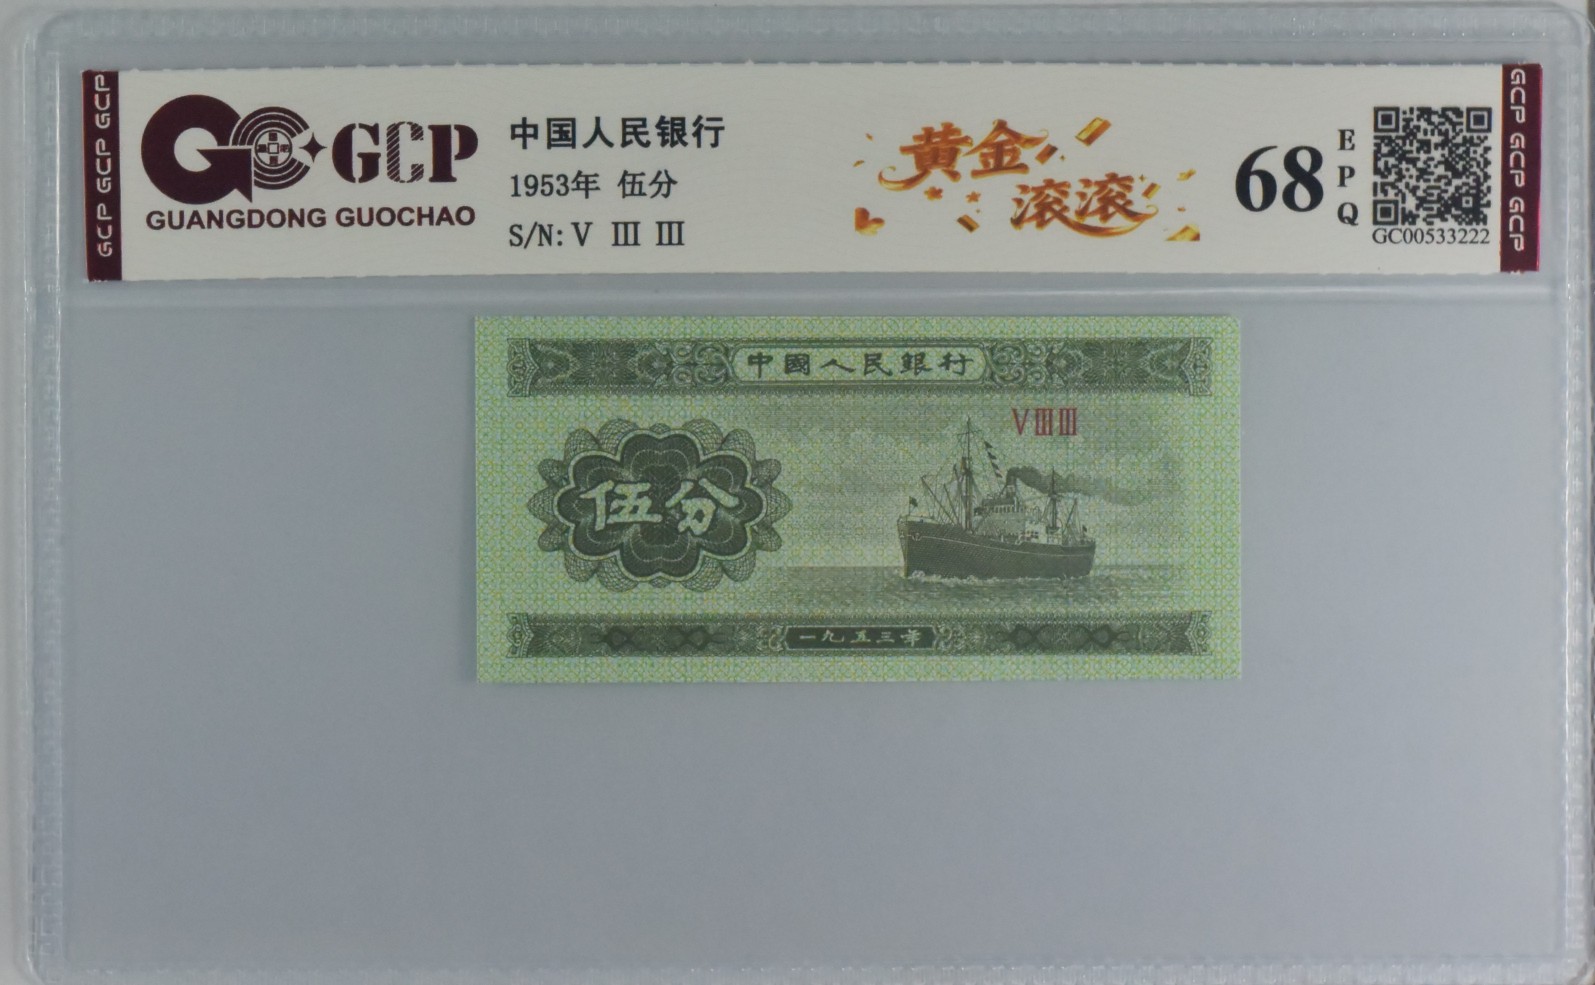 GCP GCP GCP
GCP
GUANGDONG GUOCHAO
中国人民银行
1953年 伍分
S/N: V III III
黄金
滚滚
68
E
P
Q
GC00533222
GCP GCP GCP
中國人民銀行
VIIIIII
伍分
一九五三年